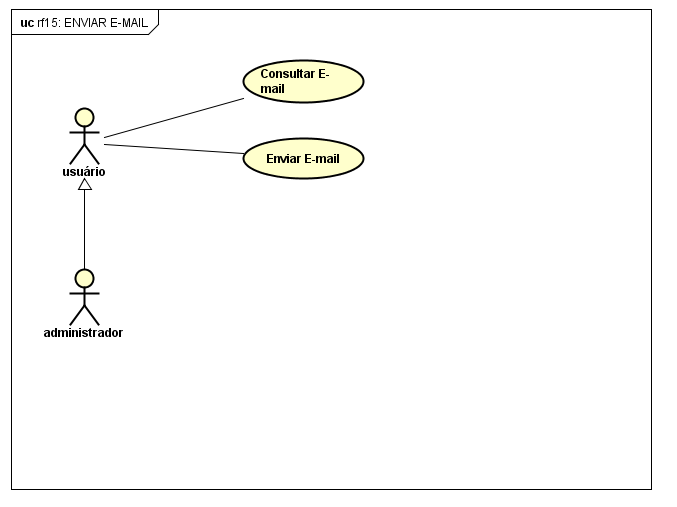 uc rf15: ENVIAR E-MAIL
Consultar E-
mail
Enviar E-mail
usuário
administrador